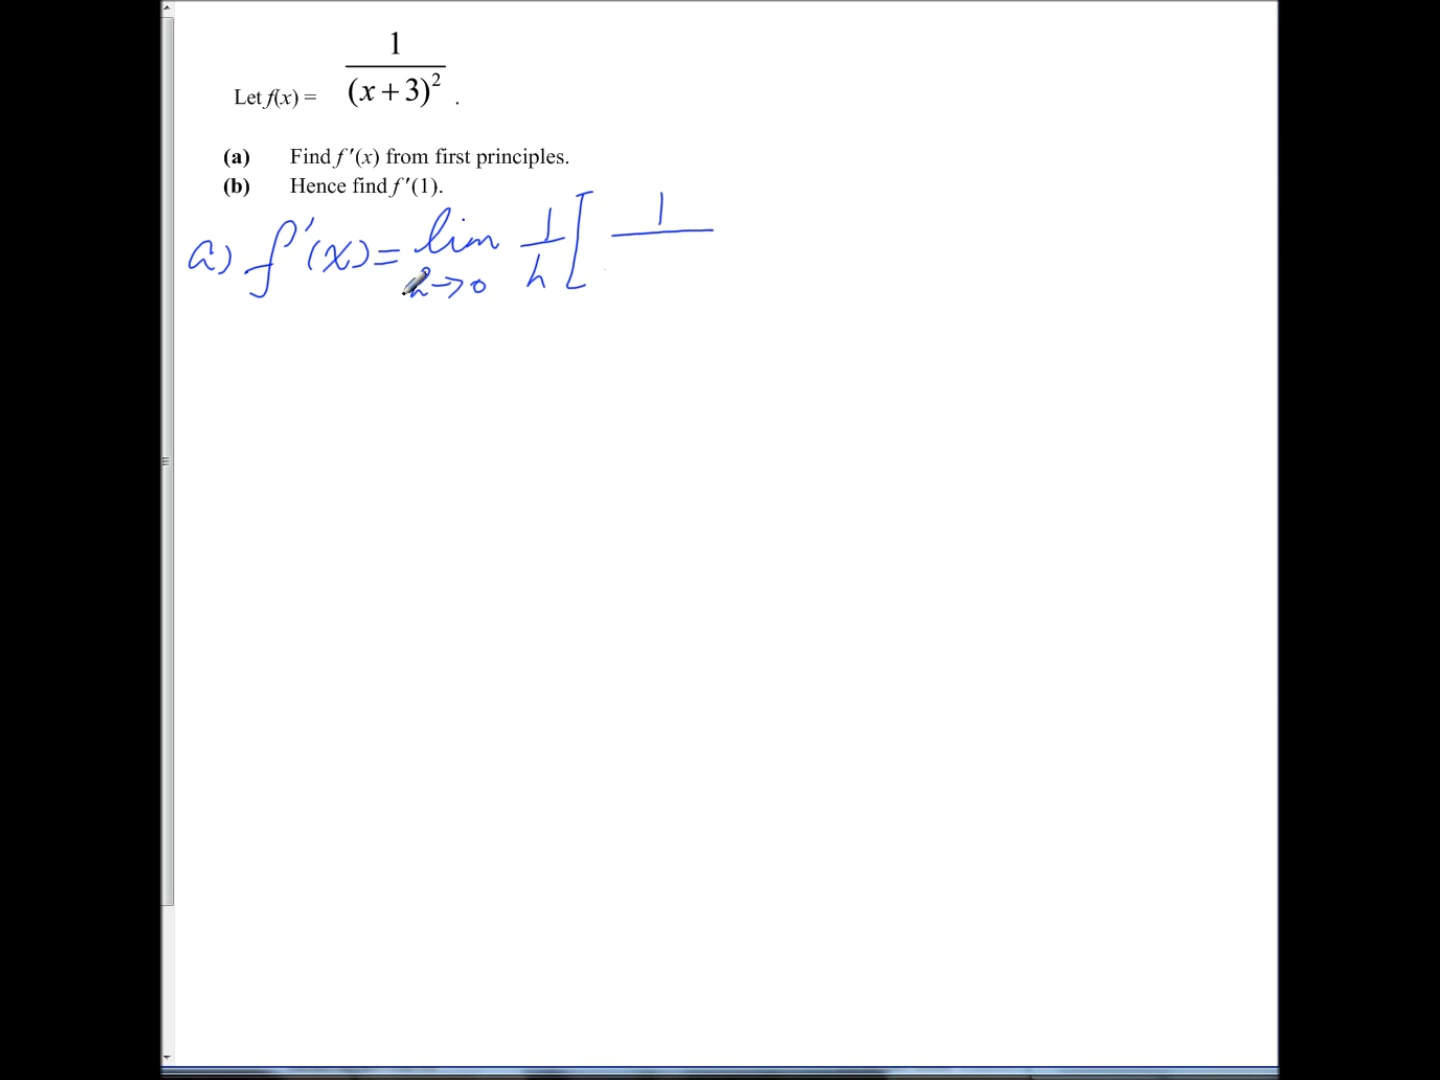 1
Let f(x) = (x+3)² .
(a) Find f′(x) from first principles.
(b) Hence find f′(1).
a) f′(x) = lim 1/h [ 1
h→0